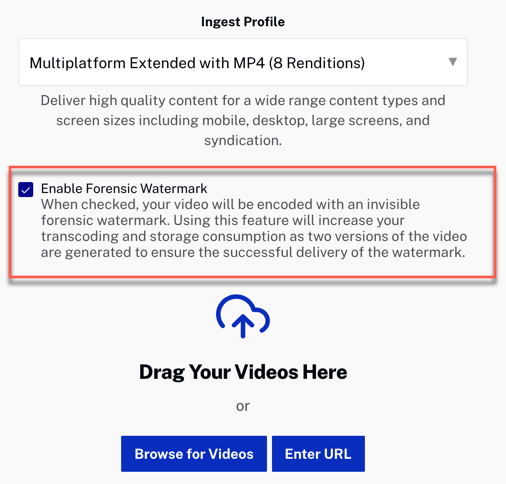 Ingest Profile
Multiplatform Extended with MP4 (8 Renditions)
Deliver high quality content for a wide range content types and
screen sizes including mobile, desktop, large screens, and
syndication.
Enable Forensic Watermark
When checked, your video will be encoded with an invisible
forensic watermark. Using this feature will increase your
transcoding and storage consumption as two versions of the video
are generated to ensure the successful delivery of the watermark.
Drag Your Videos Here
or
Browse for Videos
Enter URL